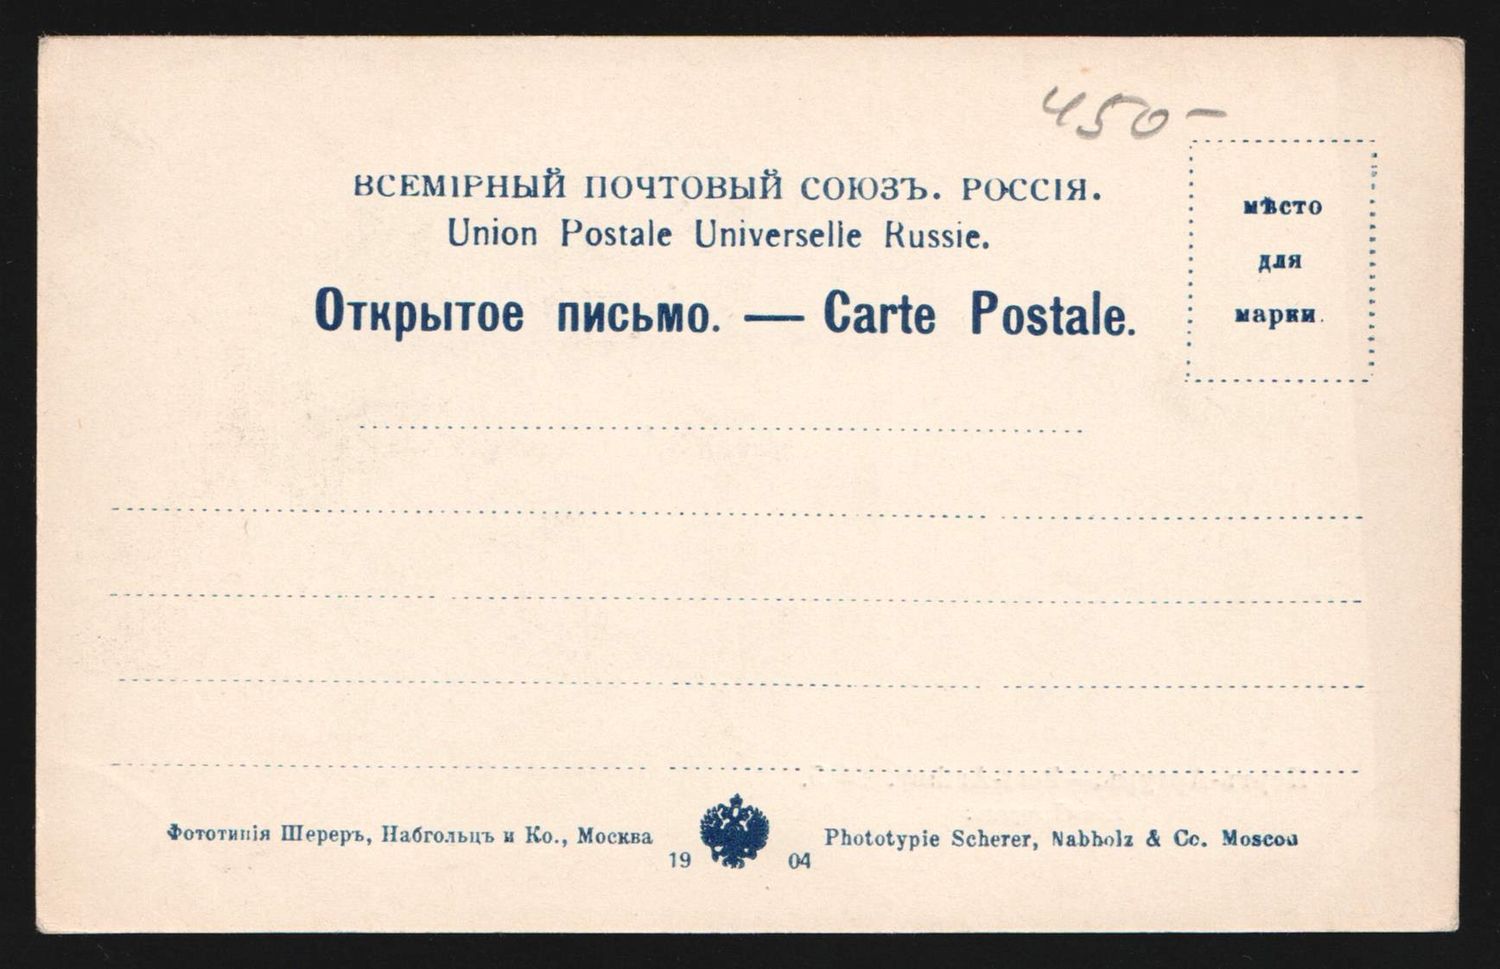 450-
ВСЕМІРНЫЙ ПОЧТОВЫЙ СОЮЗЪ. РОССІЯ.
Union Postale Universelle Russie.
Открытое письмо. — Carte Postale.
мѣсто
для
марки.
Фототипія Шереръ, Набгольцъ и Ко., Москва
19 04
Phototypie Scherer, Nabholz & Co. Moscou